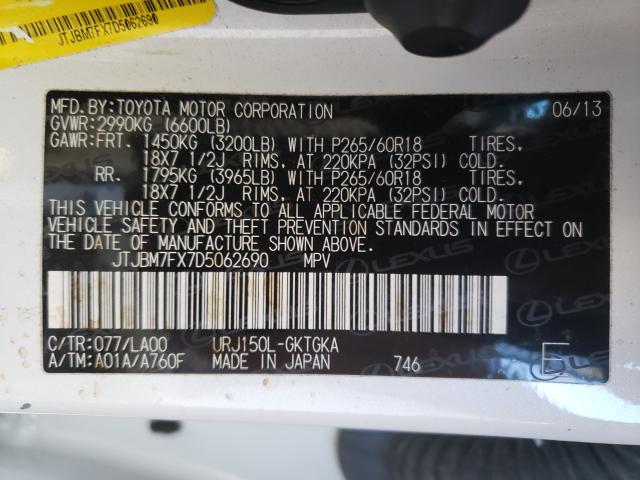 JTJBM7FX7D5062690
MFD.BY:TOYOTA MOTOR CORPORATION 06/13
GVWR:2990KG (6600LB)
GAWR:FRT. 1450KG (3200LB) WITH P265/60R18 TIRES,
18X7 1/2J RIMS, AT 220KPA (32PSI) COLD.
RR. 1795KG (3965LB) WITH P265/60R18 TIRES,
18X7 1/2J RIMS, AT 220KPA (32PSI) COLD.
THIS VEHICLE CONFORMS TO ALL APPLICABLE FEDERAL MOTOR
VEHICLE SAFETY AND THEFT PREVENTION STANDARDS IN EFFECT ON
THE DATE OF MANUFACTURE SHOWN ABOVE.
JTJBM7FX7D5062690 MPV
C/TR:077/LA00 URJ150L-GKTGKA
A/TM:A01A/A760F MADE IN JAPAN 746 E
LEXUS